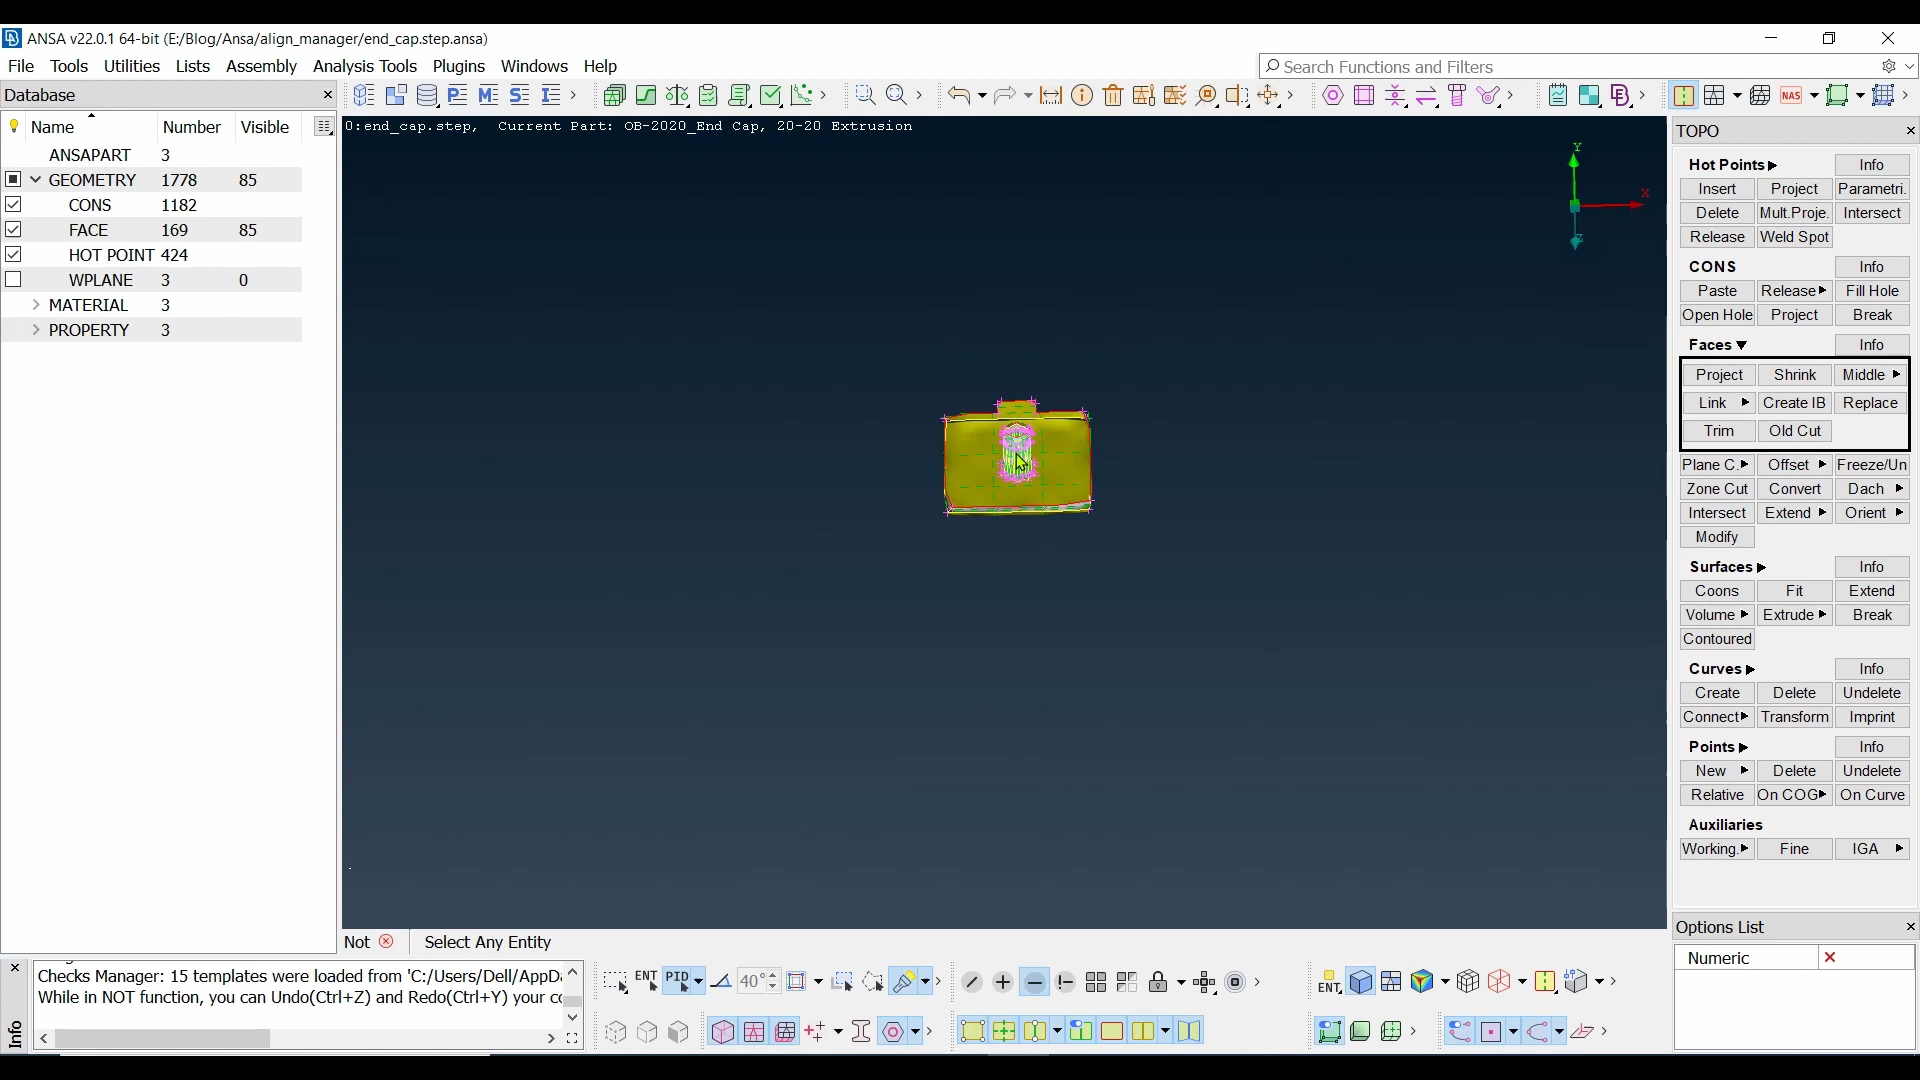 ANSA v22.0.1 64-bit (E:/Blog/Ansa/align_manager/end_cap.step.ansa)
File Tools Utilities Lists Assembly Analysis Tools Plugins Windows Help
Search Functions and Filters
Database
Name Number Visible
ANSAPART 3
GEOMETRY 1778 85
CONS 1182
FACE 169 85
HOT POINT 424
WPLANE 3 0
MATERIAL 3
PROPERTY 3
0:end_cap.step, Current Part: OB-2020_End Cap, 20-20 Extrusion
Y
X
Z
NAS
TOPO
Hot Points Info
Insert Project Parametri.
Delete Mult.Proje. Intersect
Release Weld Spot
CONS Info
Paste Release Fill Hole
Open Hole Project Break
Faces Info
Project Shrink Middle
Link Create IB Replace
Trim Old Cut
Plane C. Offset Freeze/Un
Zone Cut Convert Dach
Intersect Extend Orient
Modify
Surfaces Info
Coons Fit Extend
Volume Extrude Break
Contoured
Curves Info
Create Delete Undelete
Connect Transform Imprint
Points Info
New Delete Undelete
Relative On COG On Curve
Auxiliaries
Working. Fine IGA
Options List
Numeric
Not Select Any Entity
Checks Manager: 15 templates were loaded from 'C:/Users/Dell/AppD
While in NOT function, you can Undo(Ctrl+Z) and Redo(Ctrl+Y) your co
Info
ENT PID 40°
ENT